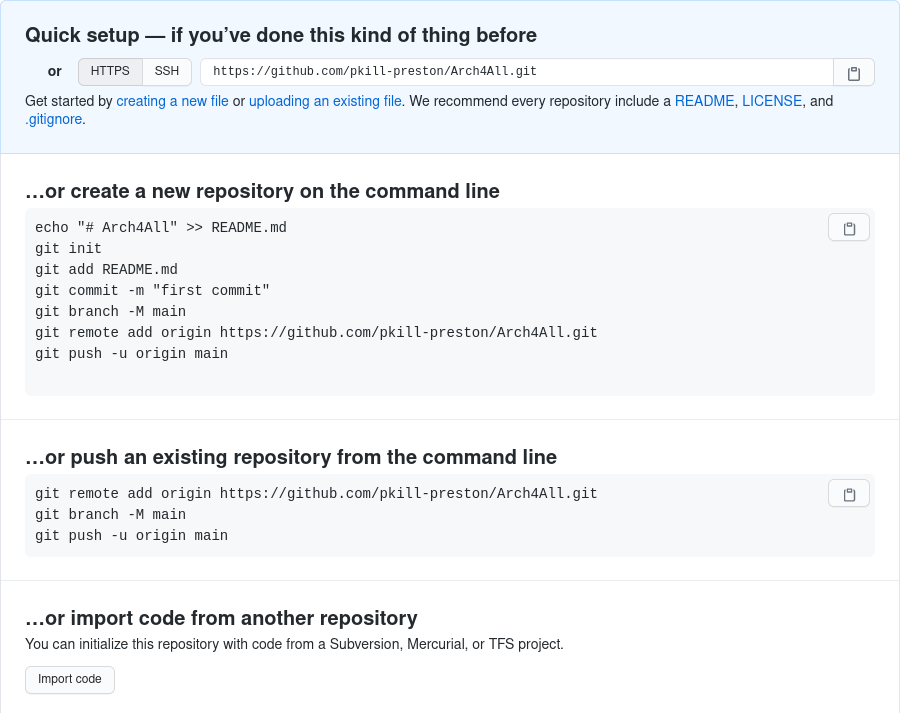 Quick setup — if you’ve done this kind of thing before
or HTTPS SSH https://github.com/pkill-preston/Arch4All.git
Get started by creating a new file or uploading an existing file. We recommend every repository include a README, LICENSE, and
.gitignore.
…or create a new repository on the command line
echo "# Arch4All" >> README.md
git init
git add README.md
git commit -m "first commit"
git branch -M main
git remote add origin https://github.com/pkill-preston/Arch4All.git
git push -u origin main
…or push an existing repository from the command line
git remote add origin https://github.com/pkill-preston/Arch4All.git
git branch -M main
git push -u origin main
…or import code from another repository
You can initialize this repository with code from a Subversion, Mercurial, or TFS project.
Import code